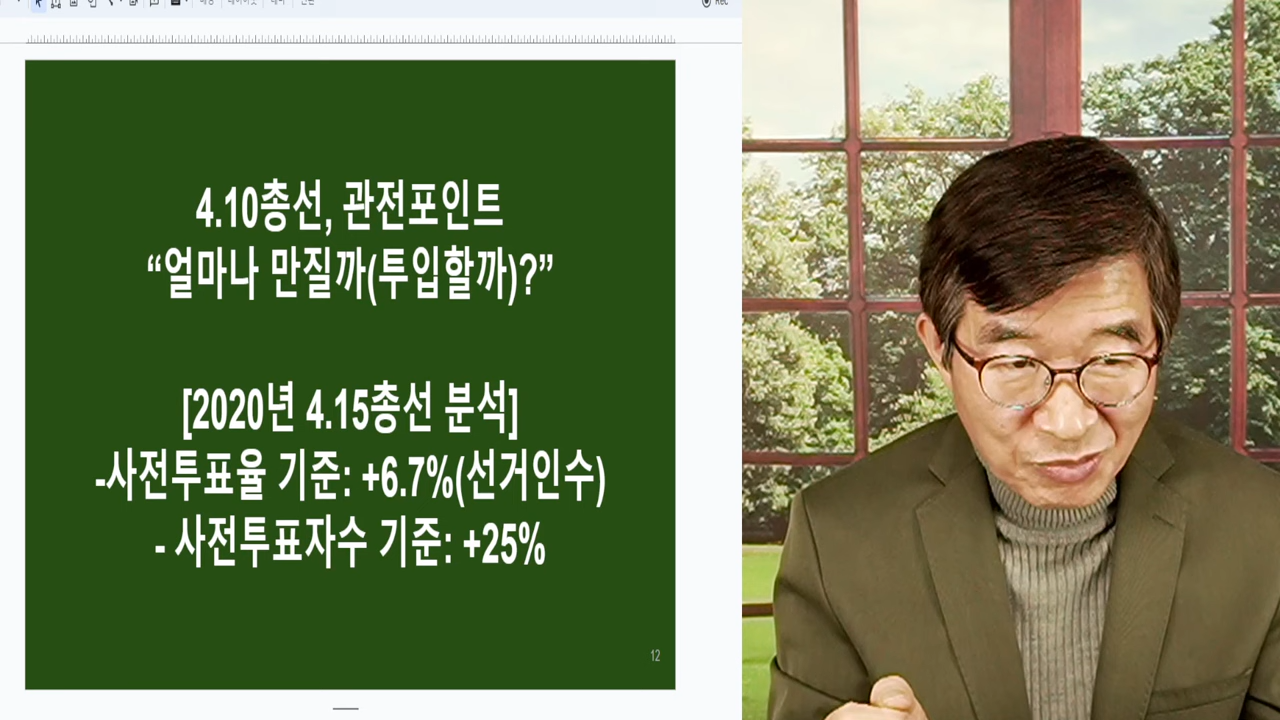 Rec
4.10총선, 관전포인트
“얼마나 만질까(투입할까)?”
[2020년 4.15총선 분석]
-사전투표율 기준: +6.7%(선거인수)
- 사전투표자수 기준: +25%
12